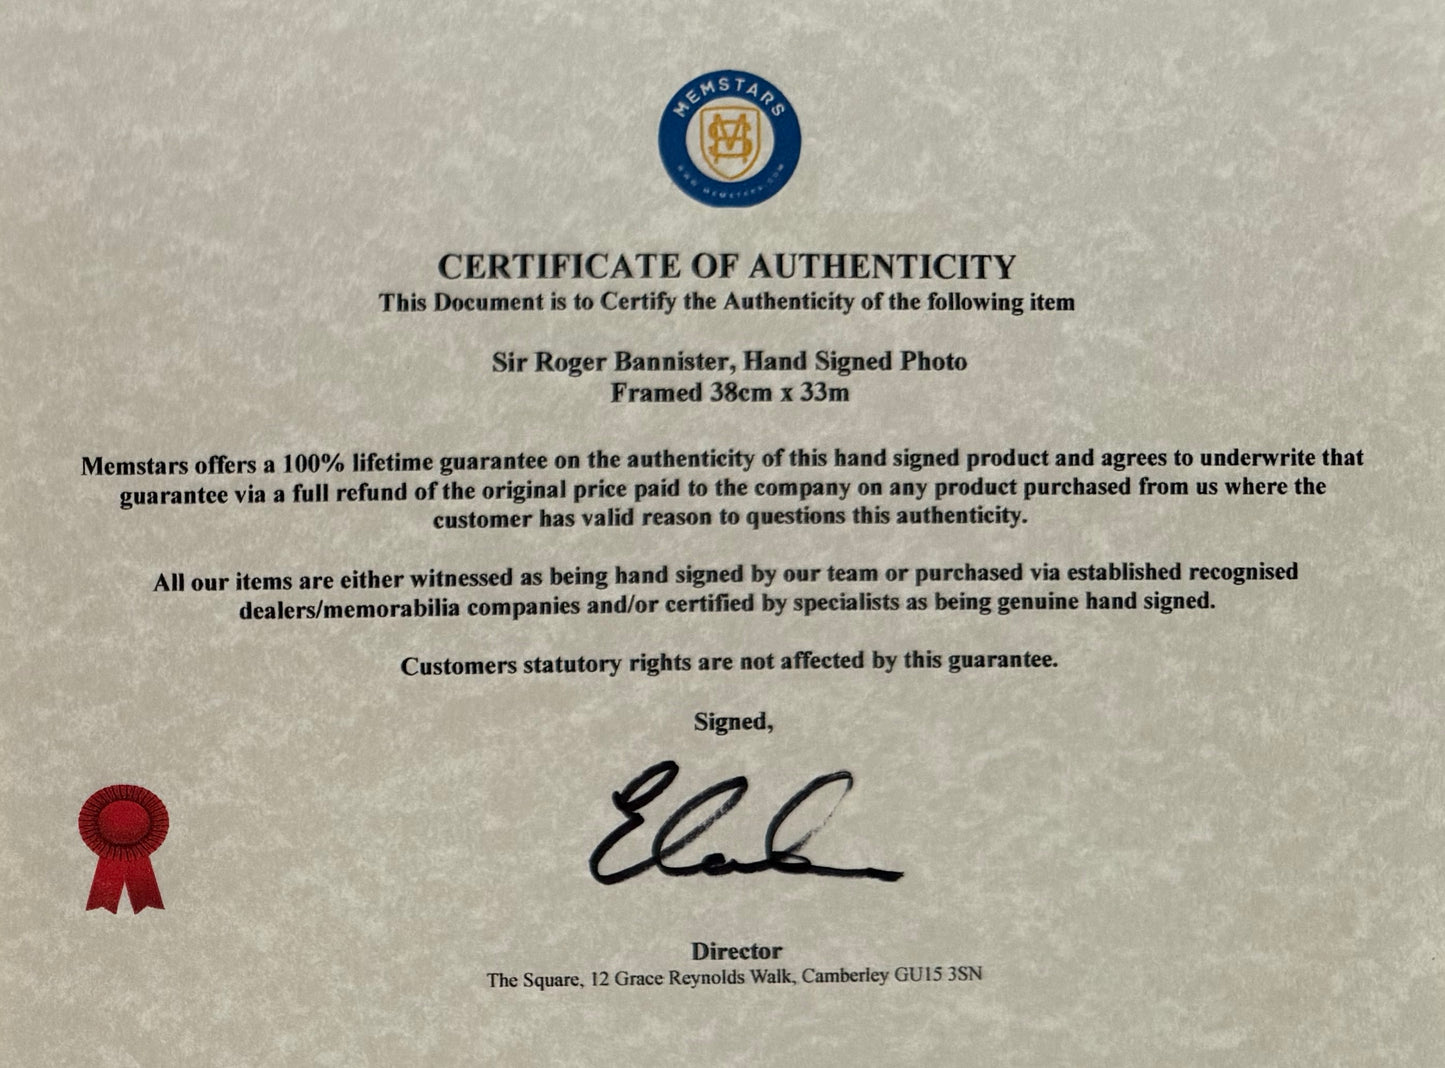 MEMSTARS
WWW.MEMSTARS.COM
CERTIFICATE OF AUTHENTICITY
This Document is to Certify the Authenticity of the following item
Sir Roger Bannister, Hand Signed Photo
Framed 38cm x 33m
Memstars offers a 100% lifetime guarantee on the authenticity of this hand signed product and agrees to underwrite that
guarantee via a full refund of the original price paid to the company on any product purchased from us where the
customer has valid reason to questions this authenticity.
All our items are either witnessed as being hand signed by our team or purchased via established recognised
dealers/memorabilia companies and/or certified by specialists as being genuine hand signed.
Customers statutory rights are not affected by this guarantee.
Signed,
Director
The Square, 12 Grace Reynolds Walk, Camberley GU15 3SN